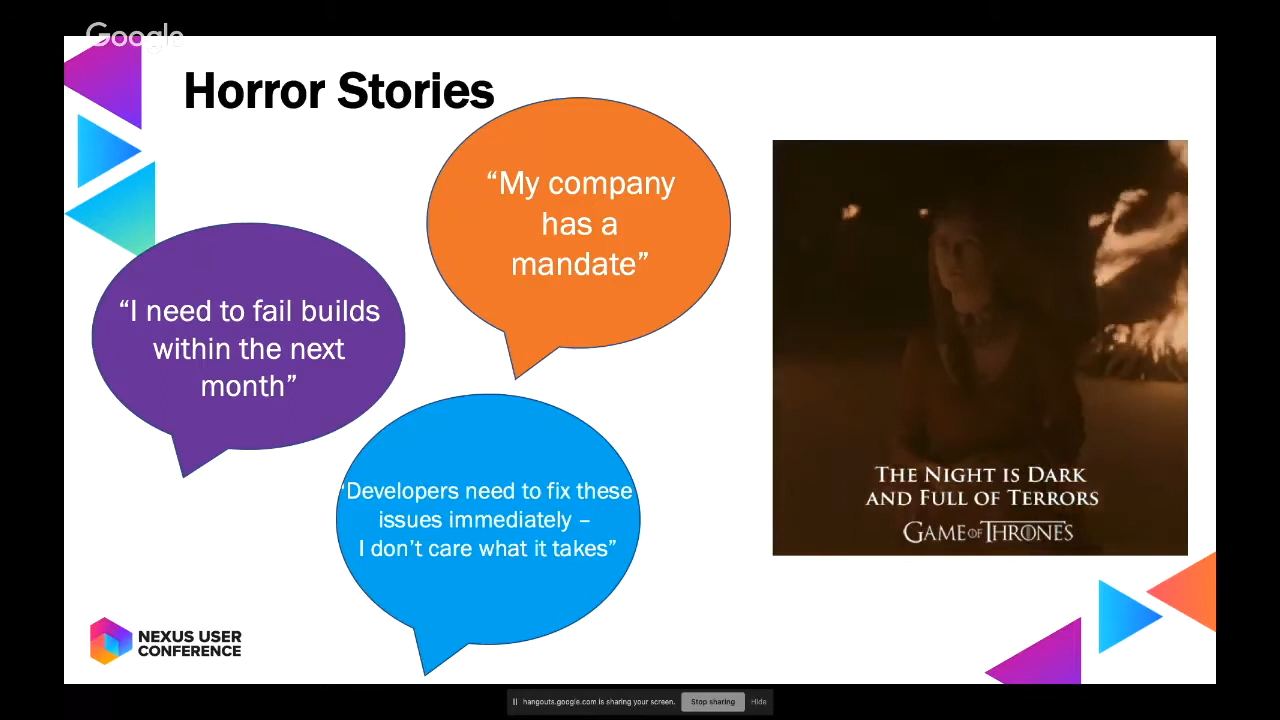 Google
Horror Stories
“My company
has a
mandate”
“I need to fail builds
within the next
month”
“Developers need to fix these
issues immediately –
I don’t care what it takes”
THE NIGHT IS DARK
AND FULL OF TERRORS
GAME OF THRONES
NEXUS USER
CONFERENCE
hangouts.google.com is sharing your screen.
Stop sharing
Hide